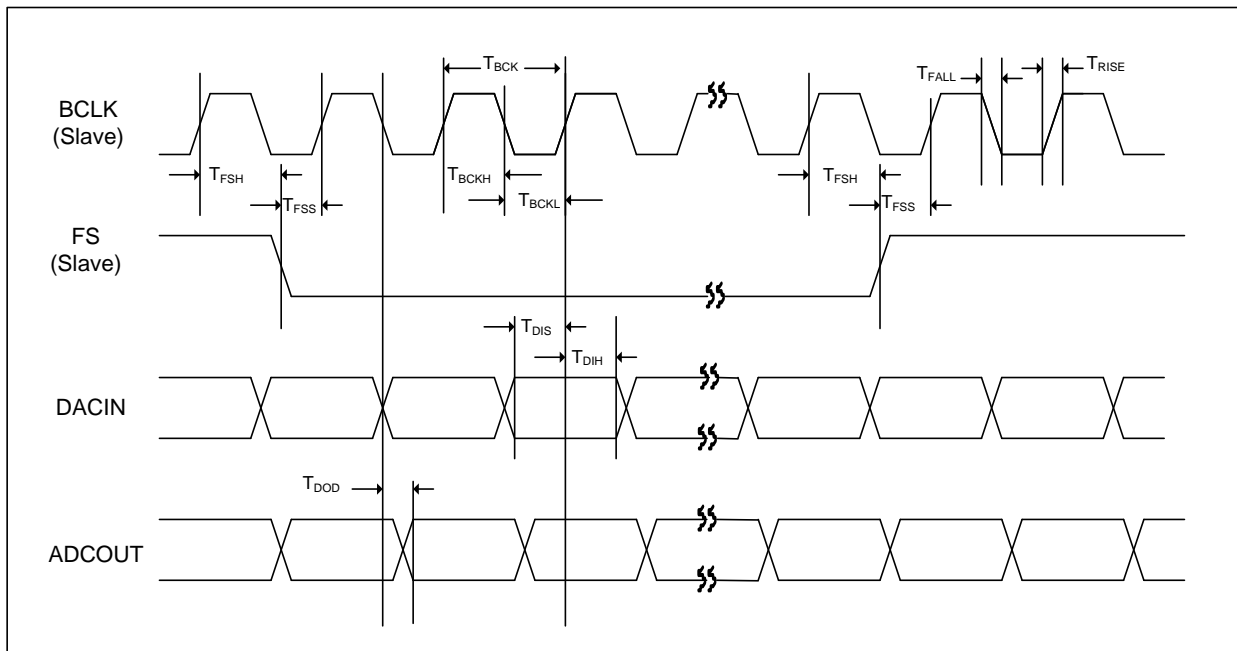 T_BCK
T_FALL
T_RISE
BCLK
(Slave)
T_FSH
T_BCKH
T_FSH
T_FSS
T_BCKL
T_FSS
FS
(Slave)
T_DIS
T_DIH
DACIN
T_DOD
ADCOUT